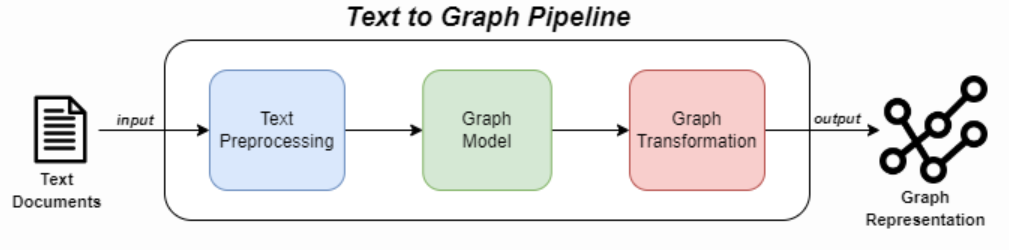 Text to Graph Pipeline
input
Text
Preprocessing
Graph
Model
Graph
Transformation
output
Text
Documents
Graph
Representation